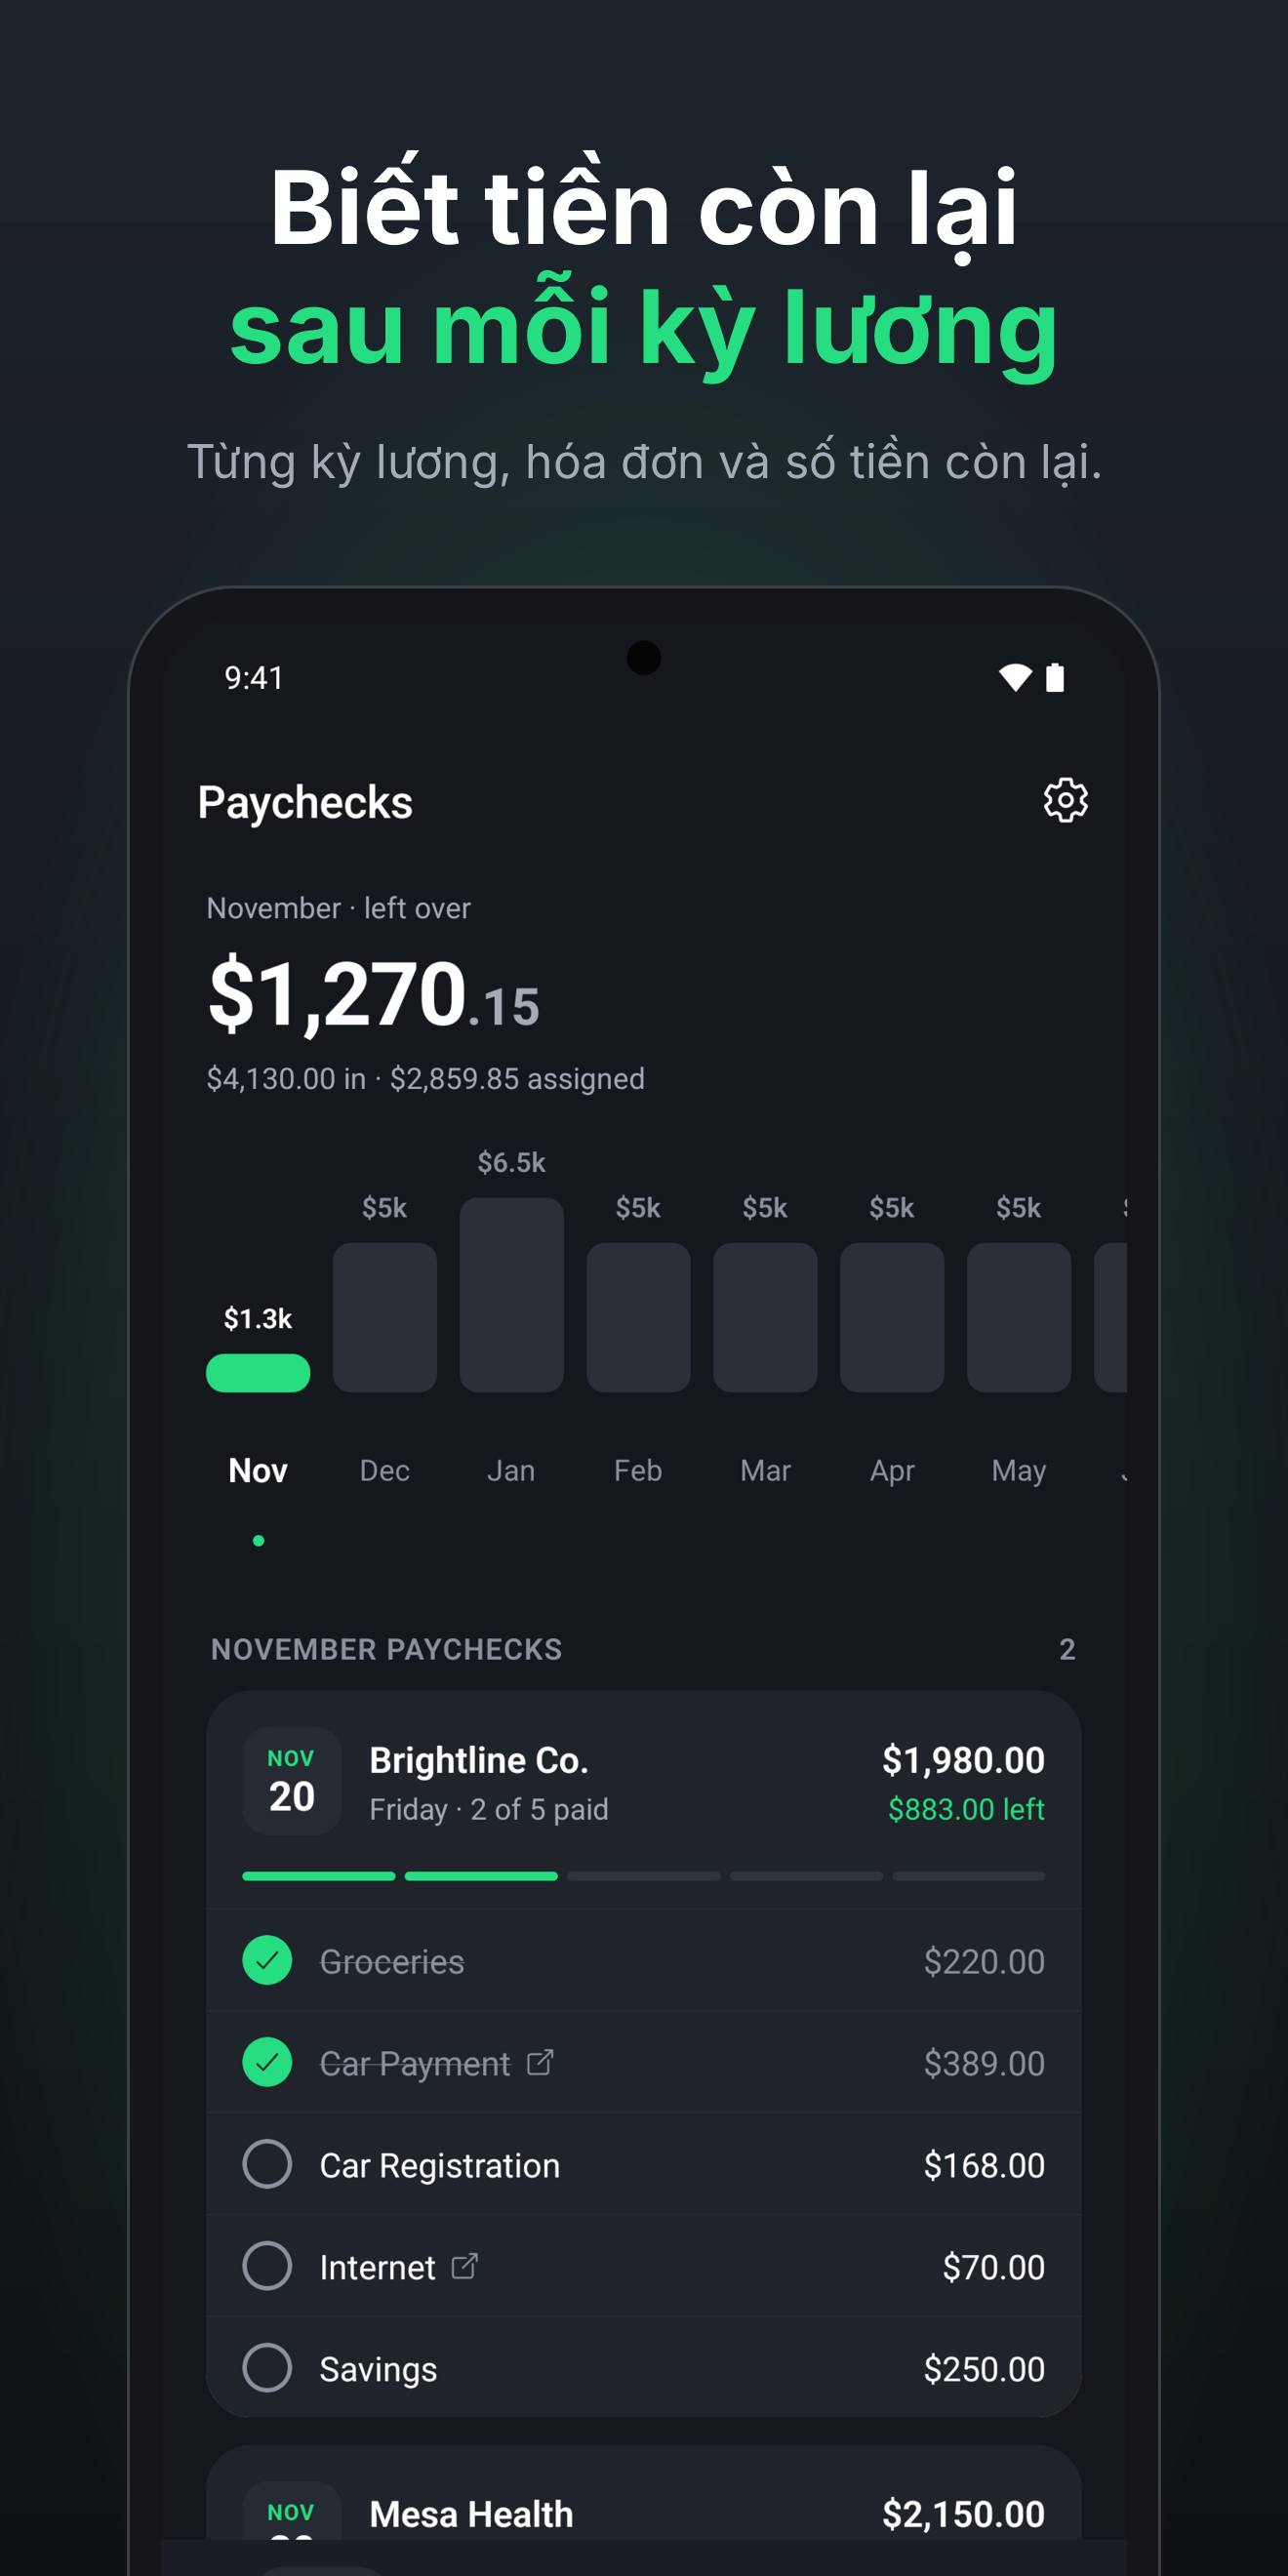 Biết tiền còn lại
sau mỗi kỳ lương
Từng kỳ lương, hóa đơn và số tiền còn lại.
9:41
Paychecks
November · left over
$1,270.15
$4,130.00 in · $2,859.85 assigned
$1.3k $5k $6.5k $5k $5k $5k $5k
Nov Dec Jan Feb Mar Apr May
NOVEMBER PAYCHECKS 2
NOV 20
Brightline Co. $1,980.00
Friday · 2 of 5 paid $883.00 left
Groceries $220.00
Car Payment $389.00
Car Registration $168.00
Internet $70.00
Savings $250.00
NOV
Mesa Health $2,150.00